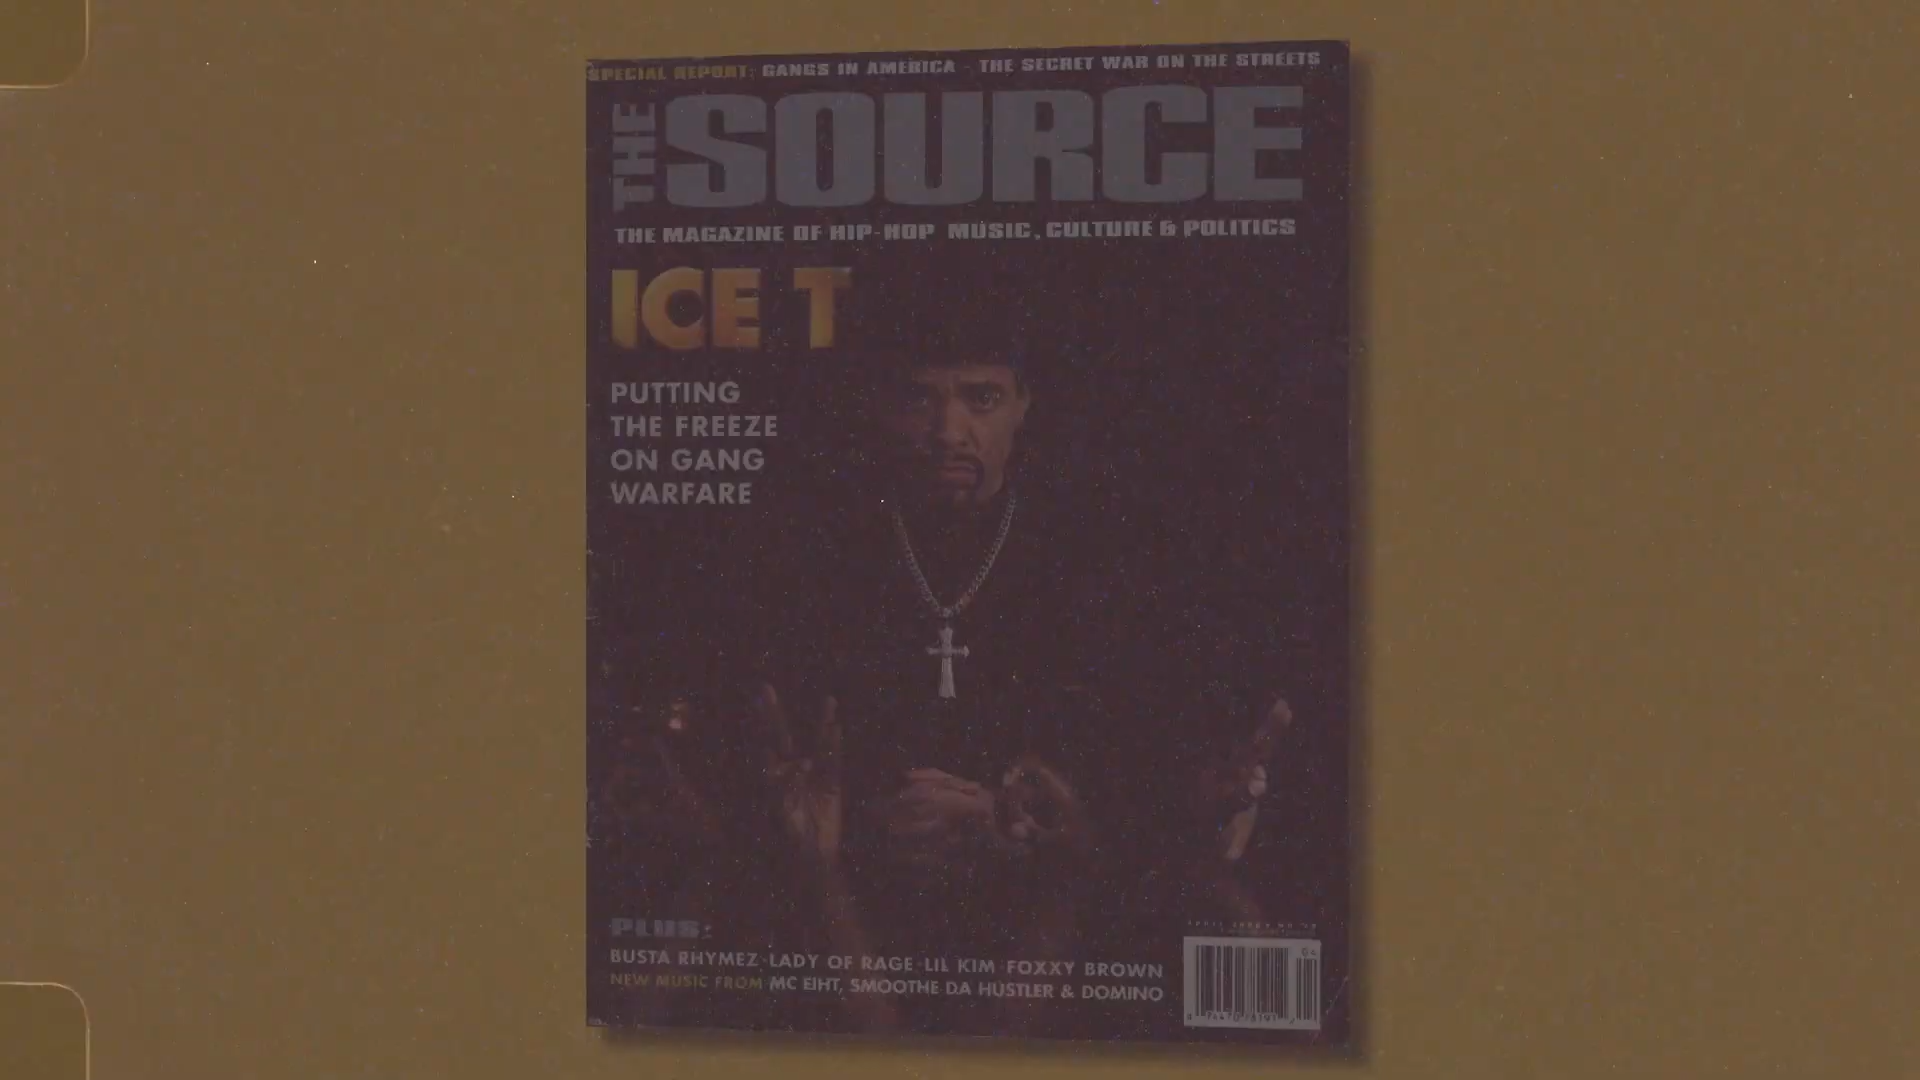 SPECIAL REPORT: GANGS IN AMERICA - THE SECRET WAR ON THE STREETS
THE SOURCE
THE MAGAZINE OF HIP-HOP MUSIC, CULTURE & POLITICS
ICE T
PUTTING
THE FREEZE
ON GANG
WARFARE
PLUS:
BUSTA RHYMEZ·LADY OF RAGE·LIL KIM·FOXXY BROWN
NEW MUSIC FROM MC EIHT, SMOOTHE DA HUSTLER & DOMINO